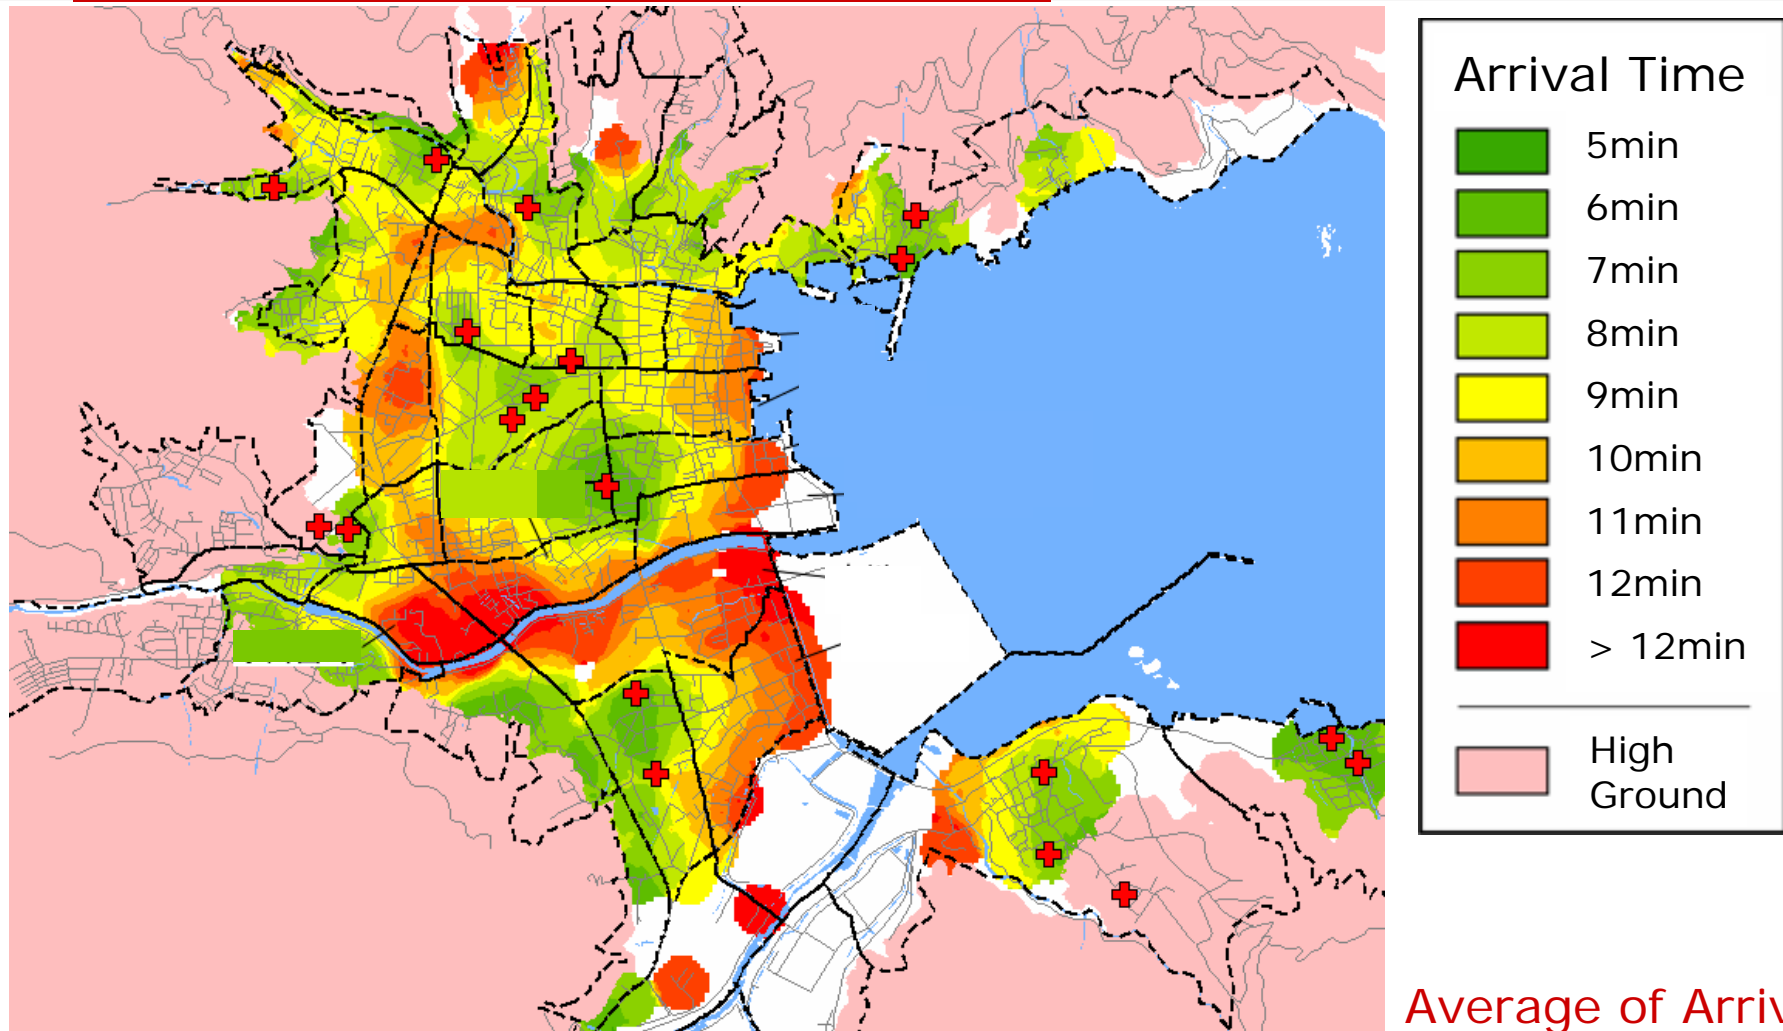 Arrival Time
5min
6min
7min
8min
9min
10min
11min
12min
> 12min
High
Ground
Average of Arriv